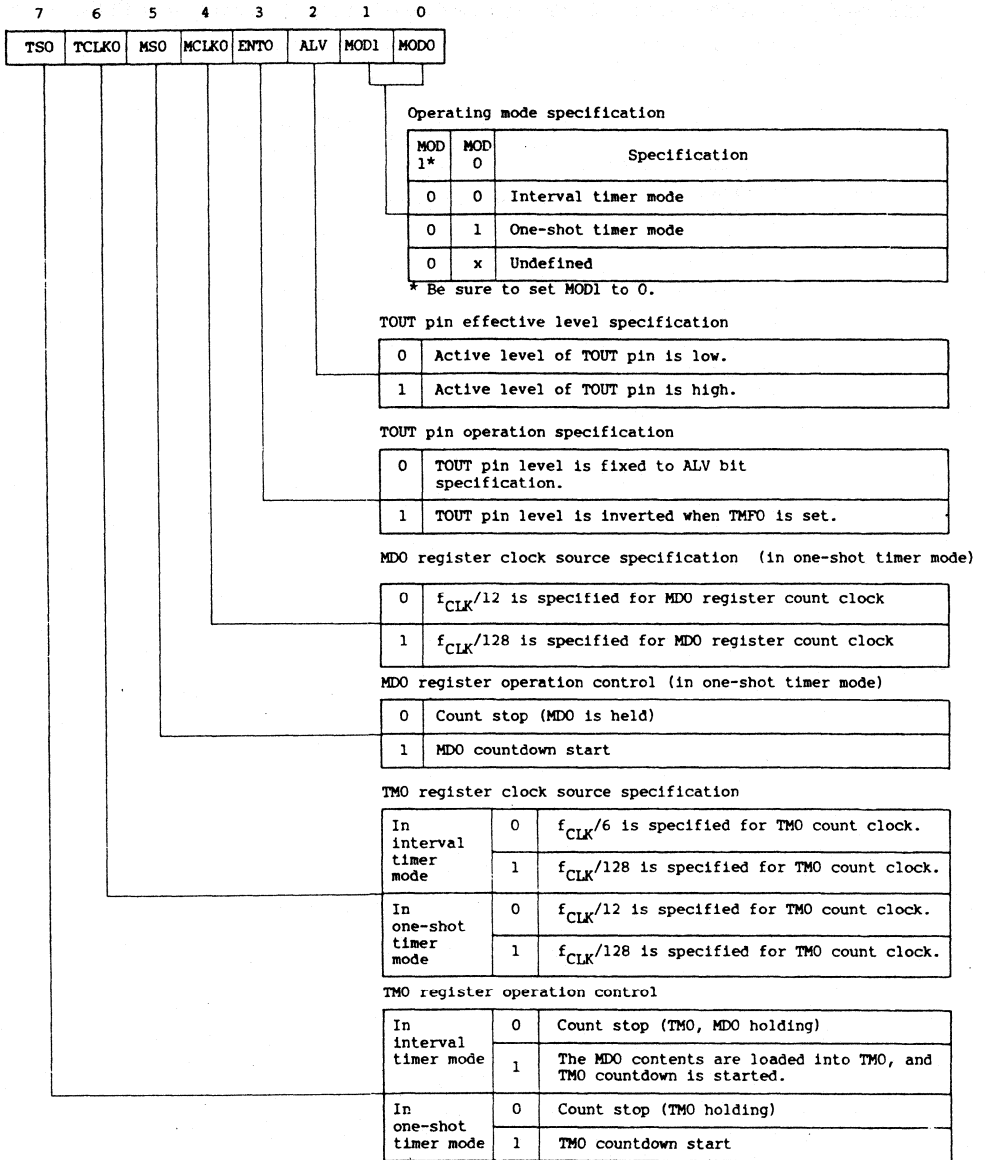 7 6 5 4 3 2 1 0
TS0 TCLK0 MS0 MCLK0 ENTO ALV MOD1 MOD0
Operating mode specification
MOD 1* MOD 0 Specification
0 0 Interval timer mode
0 1 One-shot timer mode
0 x Undefined
* Be sure to set MOD1 to 0.
TOUT pin effective level specification
0 Active level of TOUT pin is low.
1 Active level of TOUT pin is high.
TOUT pin operation specification
0 TOUT pin level is fixed to ALV bit
specification.
1 TOUT pin level is inverted when TMF0 is set.
MD0 register clock source specification (in one-shot timer mode)
0 fCLK/12 is specified for MD0 register count clock
1 fCLK/128 is specified for MD0 register count clock
MD0 register operation control (in one-shot timer mode)
0 Count stop (MD0 is held)
1 MD0 countdown start
TM0 register clock source specification
In interval timer mode
0 fCLK/6 is specified for TM0 count clock.
1 fCLK/128 is specified for TM0 count clock.
In one-shot timer mode
0 fCLK/12 is specified for TM0 count clock.
1 fCLK/128 is specified for TM0 count clock.
TM0 register operation control
In interval timer mode
0 Count stop (TM0, MD0 holding)
1 The MD0 contents are loaded into TM0, and
TM0 countdown is started.
In one-shot timer mode
0 Count stop (TM0 holding)
1 TM0 countdown start